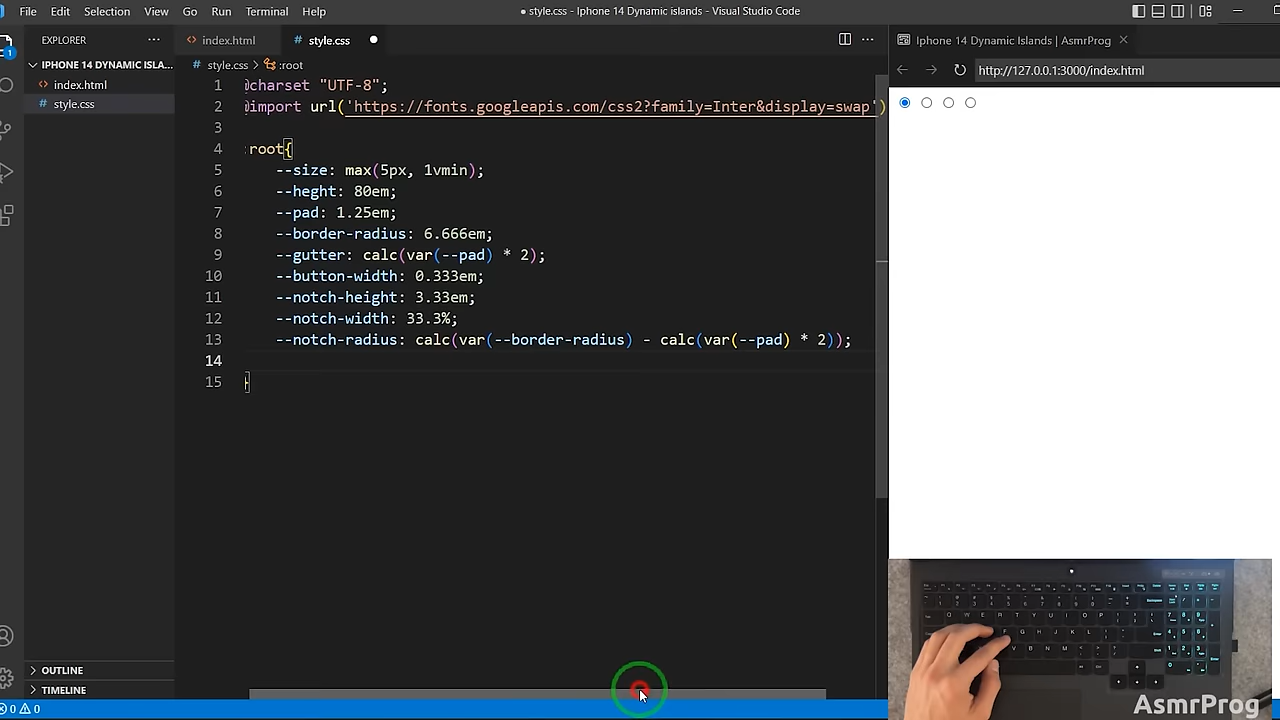 File Edit Selection View Go Run Terminal Help
● style.css - Iphone 14 Dynamic islands - Visual Studio Code
EXPLORER
IPHONE 14 DYNAMIC ISLA...
1
index.html
style.css
OUTLINE
TIMELINE
0 0
index.html
style.css
style.css > :root
1 @charset "UTF-8";
2 @import url('https://fonts.googleapis.com/css2?family=Inter&display=swap')
3
4 :root{
5 --size: max(5px, 1vmin);
6 --heght: 80em;
7 --pad: 1.25em;
8 --border-radius: 6.666em;
9 --gutter: calc(var(--pad) * 2);
10 --button-width: 0.333em;
11 --notch-height: 3.33em;
12 --notch-width: 33.3%;
13 --notch-radius: calc(var(--border-radius) - calc(var(--pad) * 2));
14
15 }
Iphone 14 Dynamic Islands | AsmrProg
http://127.0.0.1:3000/index.html
AsmrProg